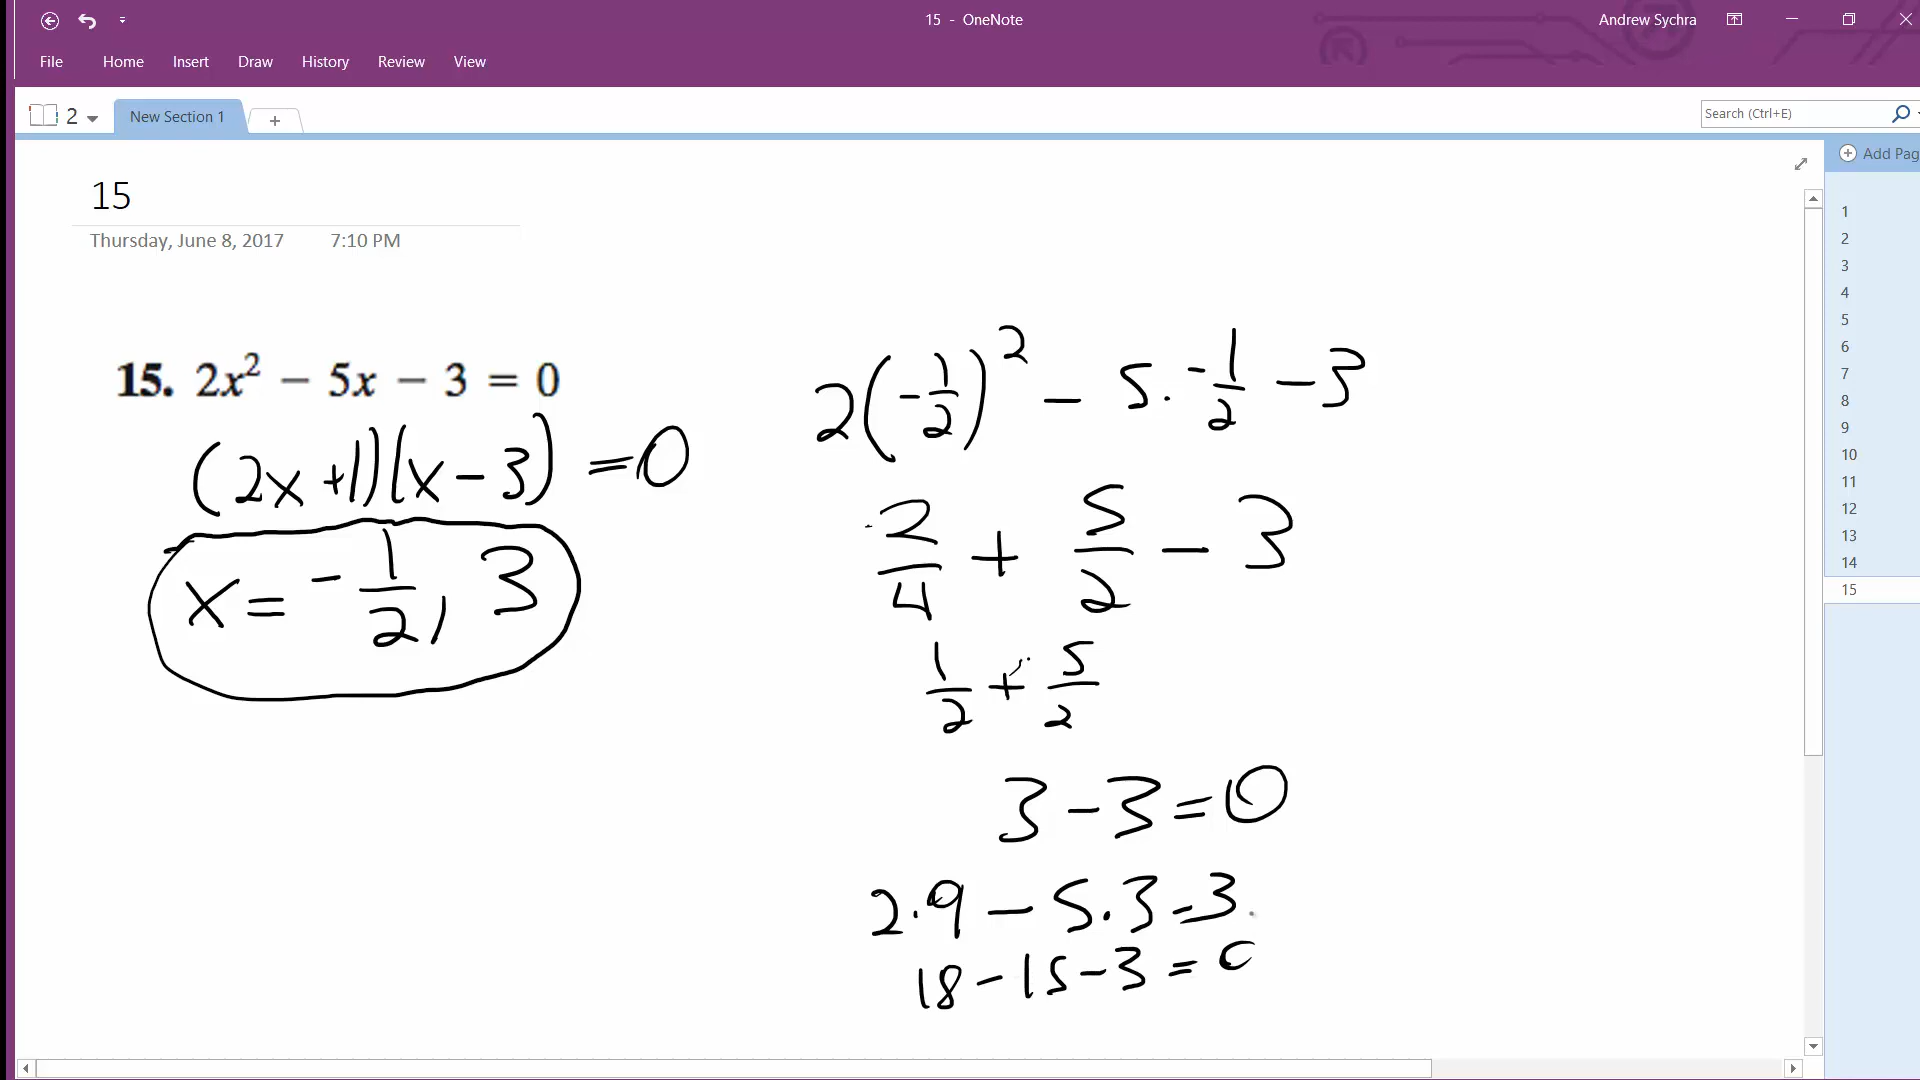 15 - OneNote
Andrew Sychra
File Home Insert Draw History Review View
2 New Section 1 +
Search (Ctrl+E)
Add Pag
15
Thursday, June 8, 2017 7:10 PM
15. 2x² − 5x − 3 = 0
(2x+1)(x−3) =0
x= -1/2, 3
2(-1/2)² − 5·-1/2 −3
2/4 + 5/2 − 3
1/2 + 5/2
3−3=0
2·9 − 5·3 -3
18−15−3=0
1
2
3
4
5
6
7
8
9
10
11
12
13
14
15